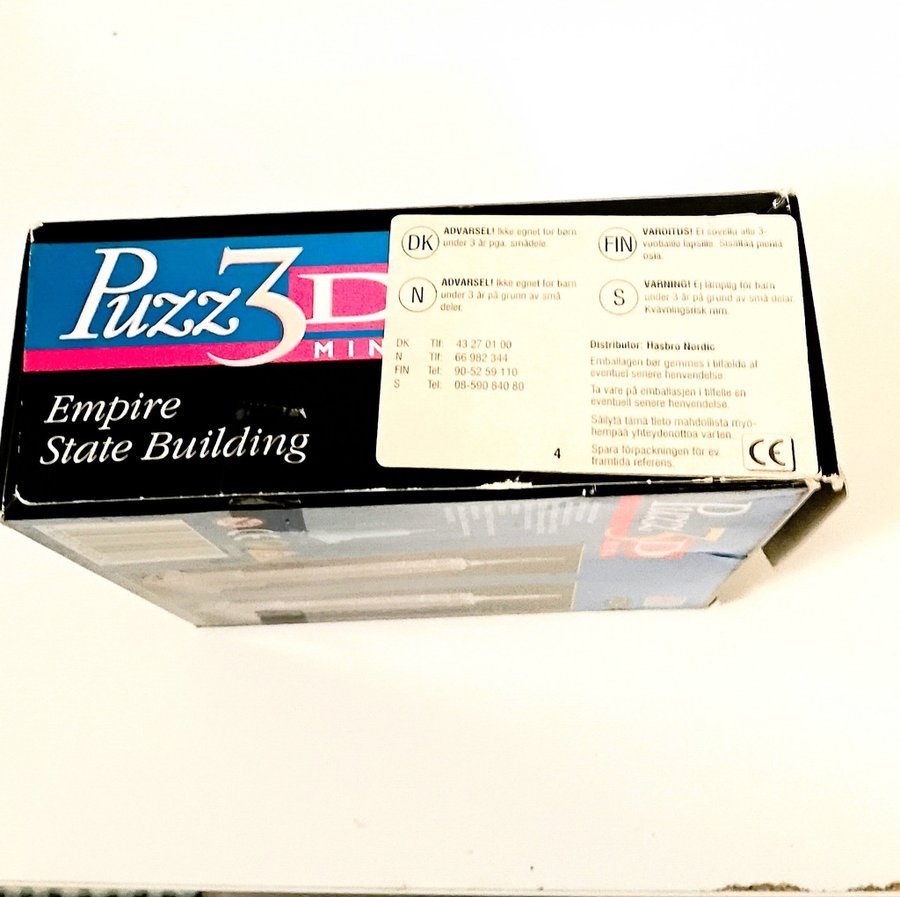 Puzz3D
MIN
Empire
State Building
DK
ADVARSEL! Ikke egnet for børn
under 3 år pga. smådele.
N
ADVARSEL! Ikke egnet for barn
under 3 år på grunn av små
deler.
FIN
VAROITUS! Ei sovellu alla 3-
vuotiaille lapsille. Sisältää pieniä
osia.
S
VARNING! Ej lämplig för barn
under 3 år på grund av små delar.
Kvävningsrisk mm.
DK Tlf: 43 27 01 00
N Tlf: 66 982 344
FIN Tel: 90-52 59 110
S Tel: 08-590 840 80
4
Distributør: Hasbro Nordic
Emballagen bør gemmes i tilfælde af
eventuel senere henvendelse.
Ta vare på emballasjen i tilfelle en
eventuell senere henvendelse.
Säilytä tämä tieto mahdollista myö-
hempää yhteydenottoa varten.
Spara förpackningen för ev.
framtida referens.
CE
Puzz3D